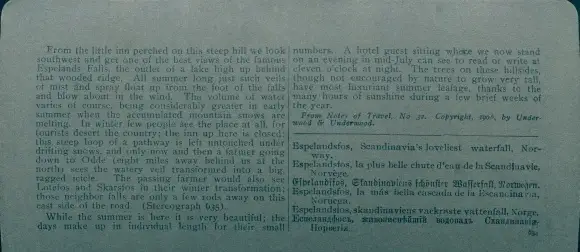 From the little inn perched on this steep hill we look
southwest and get one of the best views of the famous
Espelands Falls, the outlet of a lake high up behind
that wooded ridge. All summer long just such veils
of mist and spray float up from the foot of the falls
and blow about in the wind. The volume of water
varies of course, being considerably greater in early
summer when the accumulated mountain snows are
melting. In winter few people see the place at all, for
tourists desert the country; the inn up here is closed;
this steep loop of a pathway is left untouched under
drifting snows, and only now and then a farmer going
down to Odde (eight miles away behind us at the
north) sees the watery veil transformed into a big,
ragged icicle. The passing farmer would also see
Lotefos and Skarsfos in their winter transformation;
those neighbor falls are only a few rods away on this
east side of the road. (Stereograph 635).
While the summer is here it is very beautiful; the
days make up in individual length for their small
numbers. A hotel guest sitting where we now stand
on an evening in mid-July can see to read or write at
eleven o'clock at night. The trees on these hillsides,
though not encouraged by nature to grow very tall,
have most luxuriant summer leafage, thanks to the
many hours of sunshine during a few brief weeks of
the year.
From Notes of Travel, No. 31. Copyright, 1905, by Under-
wood & Underwood.
Espelandsfos, Scandinavia's loveliest waterfall, Nor-
way.
Espelandsfos, la plus belle chute d'eau de la Scandinavie,
Norvège.
Espelandsfos, Skandinaviens schönster Wasserfall, Norwegen.
Espelandsfos, la más bella cascada de la Escandinavia,
Noruega.
Espelandsfos, skandinaviens vackraste vattenfall, Norge.